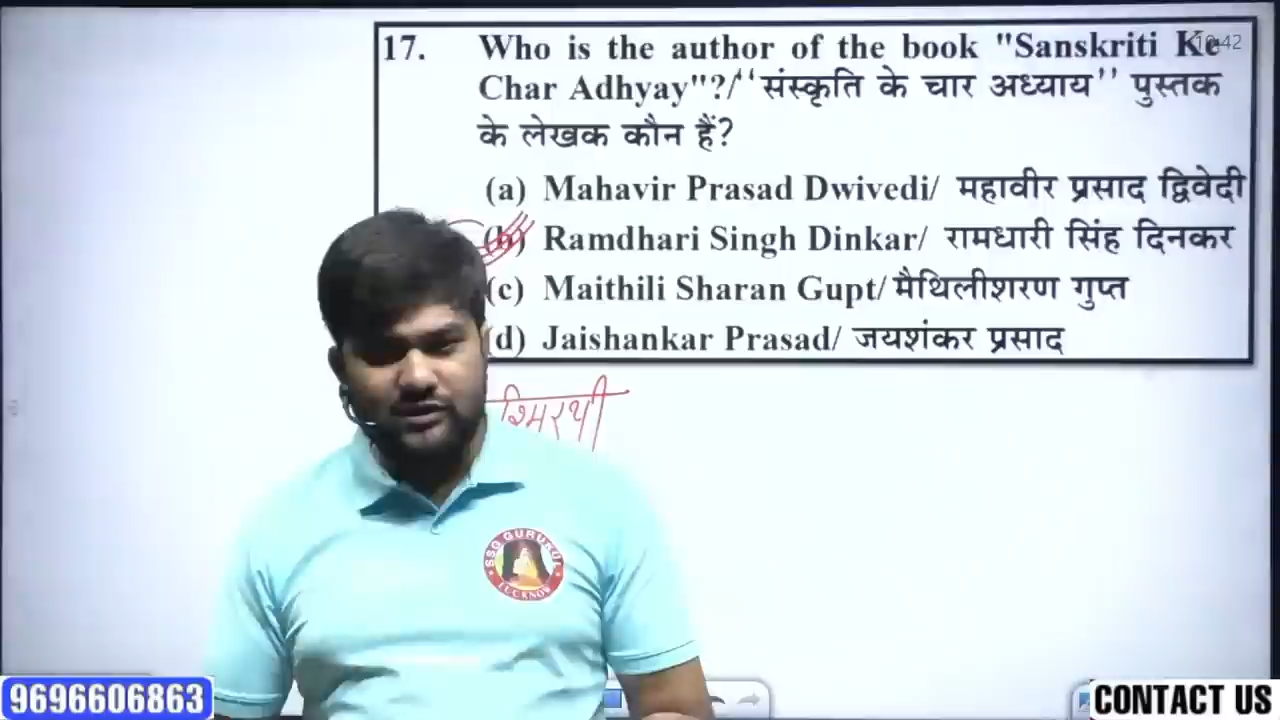 17. Who is the author of the book "Sanskriti Ke
Char Adhyay"?/‘‘संस्कृति के चार अध्याय’’ पुस्तक
के लेखक कौन हैं?
(a) Mahavir Prasad Dwivedi/ महावीर प्रसाद द्विवेदी
(b) Ramdhari Singh Dinkar/ रामधारी सिंह दिनकर
(c) Maithili Sharan Gupt/ मैथिलीशरण गुप्त
(d) Jaishankar Prasad/ जयशंकर प्रसाद
श्मिरथी
SSG GURUKUL
LUCKNOW
9696606863
CONTACT US